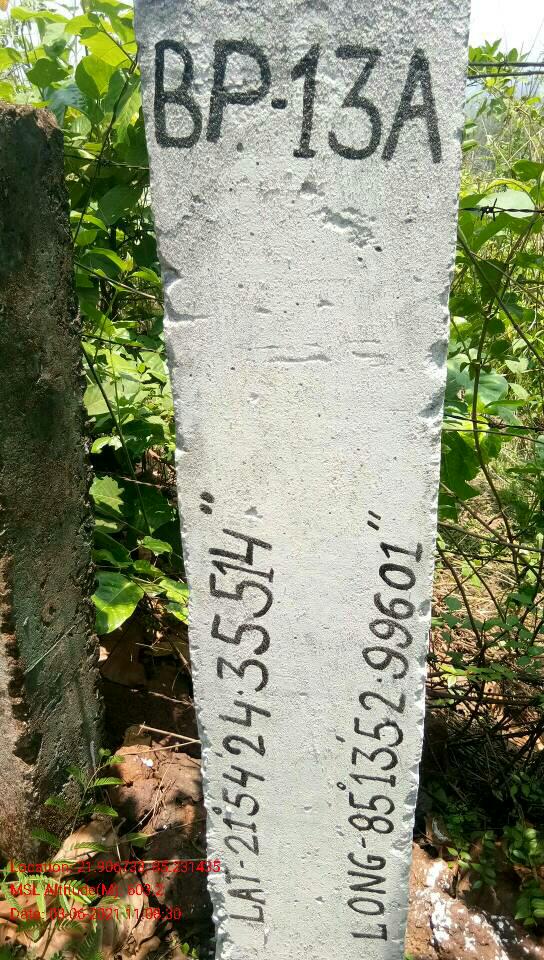 BP-13A
LAT-21°54'24.35514"
LONG-85°13'52.99601"
Location: 21.906733, 85.231435
MSL Altitude(M): 603.2
Date: 03-06-2021 11:08:30